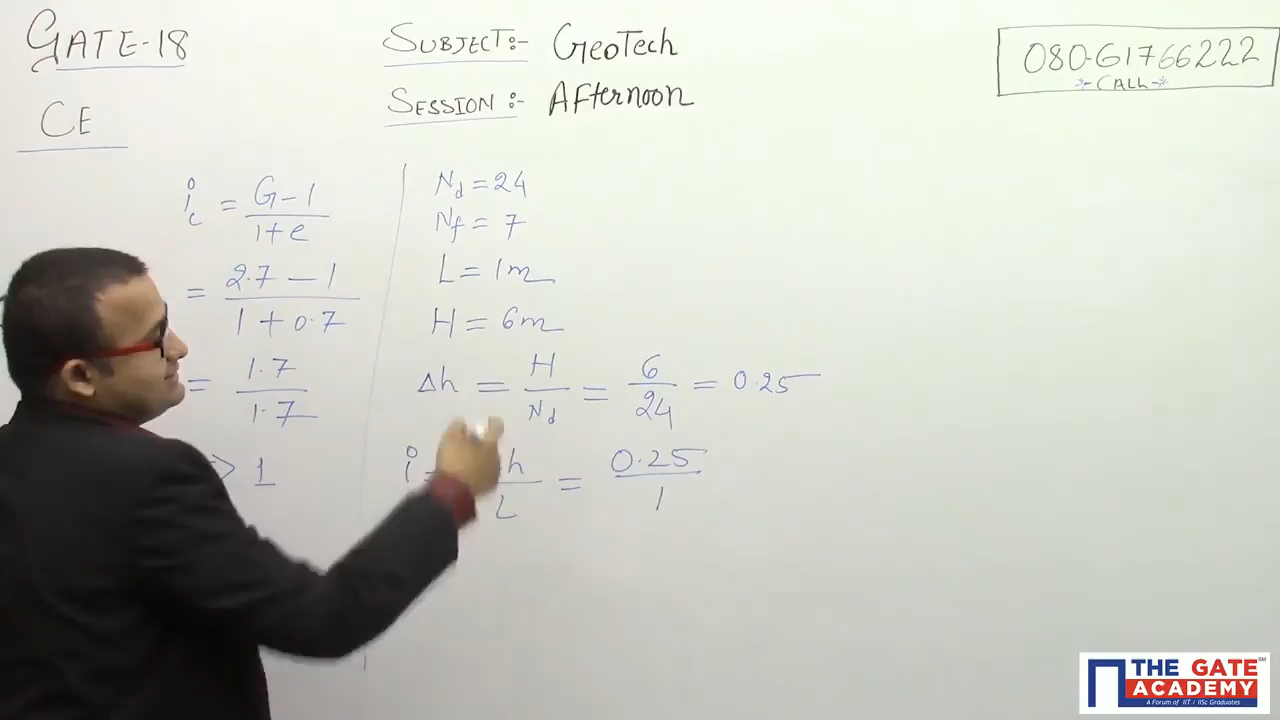 GATE-18
CE
SUBJECT:- GeoTech
SESSION:- Afternoon
080-61766222
*-CALL-*
i_c = G-1 / 1+e
= 2.7 - 1 / 1 + 0.7
= 1.7 / 1.7
> 1
N_d = 24
N_f = 7
L = 1m
H = 6m
Δh = H / N_d = 6 / 24 = 0.25
i = h / L = 0.25 / 1
THE GATE ACADEMY
A Forum of IIT / IISc Graduates